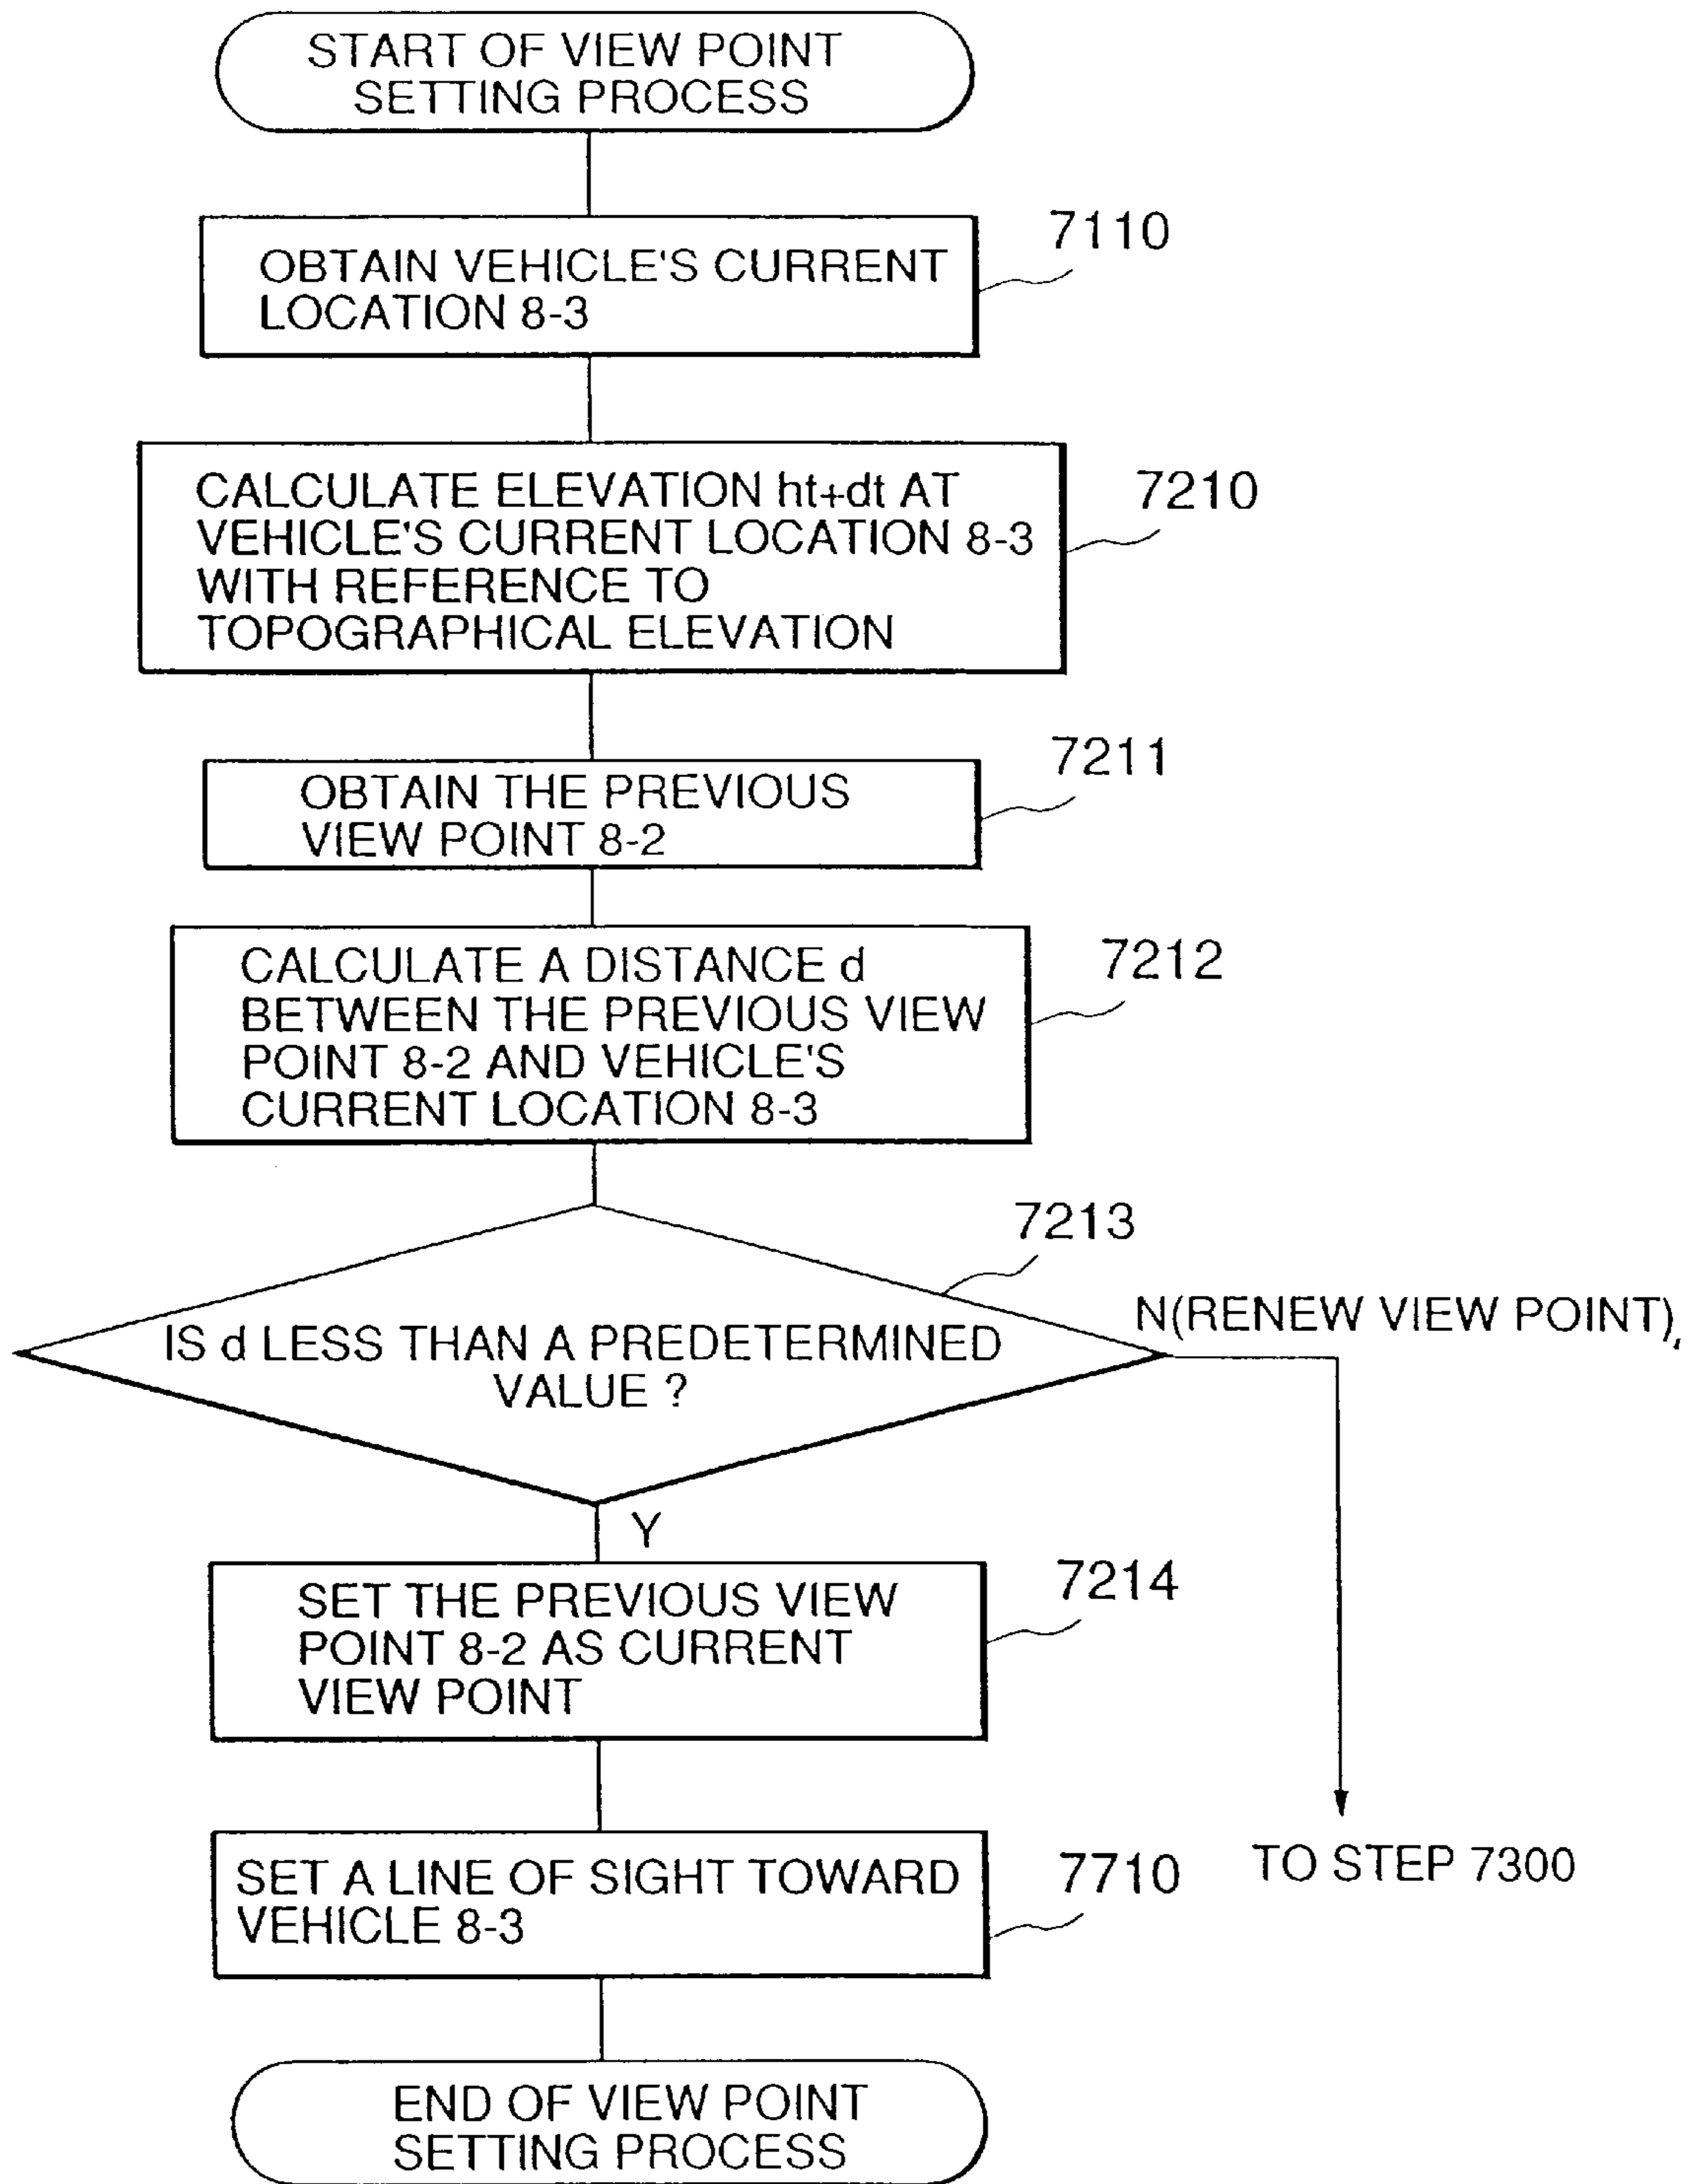 START OF VIEW POINT
SETTING PROCESS
OBTAIN VEHICLE'S CURRENT
LOCATION 8-3
7110
CALCULATE ELEVATION ht+dt AT
VEHICLE'S CURRENT LOCATION 8-3
WITH REFERENCE TO
TOPOGRAPHICAL ELEVATION
7210
OBTAIN THE PREVIOUS
VIEW POINT 8-2
7211
CALCULATE A DISTANCE d
BETWEEN THE PREVIOUS VIEW
POINT 8-2 AND VEHICLE'S
CURRENT LOCATION 8-3
7212
7213
IS d LESS THAN A PREDETERMINED
VALUE ?
N(RENEW VIEW POINT),
Y
SET THE PREVIOUS VIEW
POINT 8-2 AS CURRENT
VIEW POINT
7214
SET A LINE OF SIGHT TOWARD
VEHICLE 8-3
7710
TO STEP 7300
END OF VIEW POINT
SETTING PROCESS